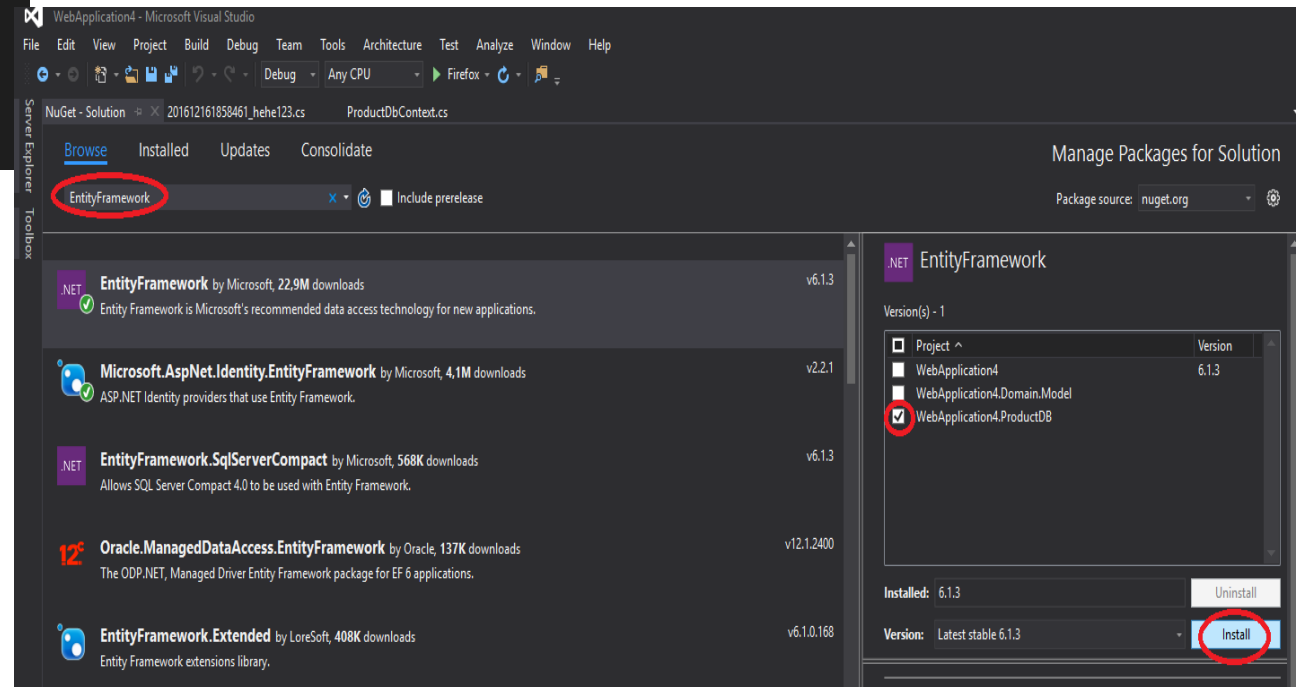 WebApplication4 - Microsoft Visual Studio
File Edit View Project Build Debug Team Tools Architecture Test Analyze Window Help
Debug Any CPU Firefox
NuGet - Solution 201612161858461_hehe123.cs ProductDbContext.cs
Server Explorer
Toolbox
Browse Installed Updates Consolidate
Manage Packages for Solution
EntityFramework Include prerelease
Package source: nuget.org
.NET EntityFramework by Microsoft, 22,9M downloads v6.1.3
Entity Framework is Microsoft's recommended data access technology for new applications.
Microsoft.AspNet.Identity.EntityFramework by Microsoft, 4,1M downloads v2.2.1
ASP.NET Identity providers that use Entity Framework.
.NET EntityFramework.SqlServerCompact by Microsoft, 568K downloads v6.1.3
Allows SQL Server Compact 4.0 to be used with Entity Framework.
12c Oracle.ManagedDataAccess.EntityFramework by Oracle, 137K downloads v12.1.2400
The ODP.NET, Managed Driver Entity Framework package for EF 6 applications.
EntityFramework.Extended by LoreSoft, 408K downloads v6.1.0.168
Entity Framework extensions library.
.NET EntityFramework
Version(s) - 1
Project Version
WebApplication4 6.1.3
WebApplication4.Domain.Model
WebApplication4.ProductDB
Installed: 6.1.3 Uninstall
Version: Latest stable 6.1.3 Install